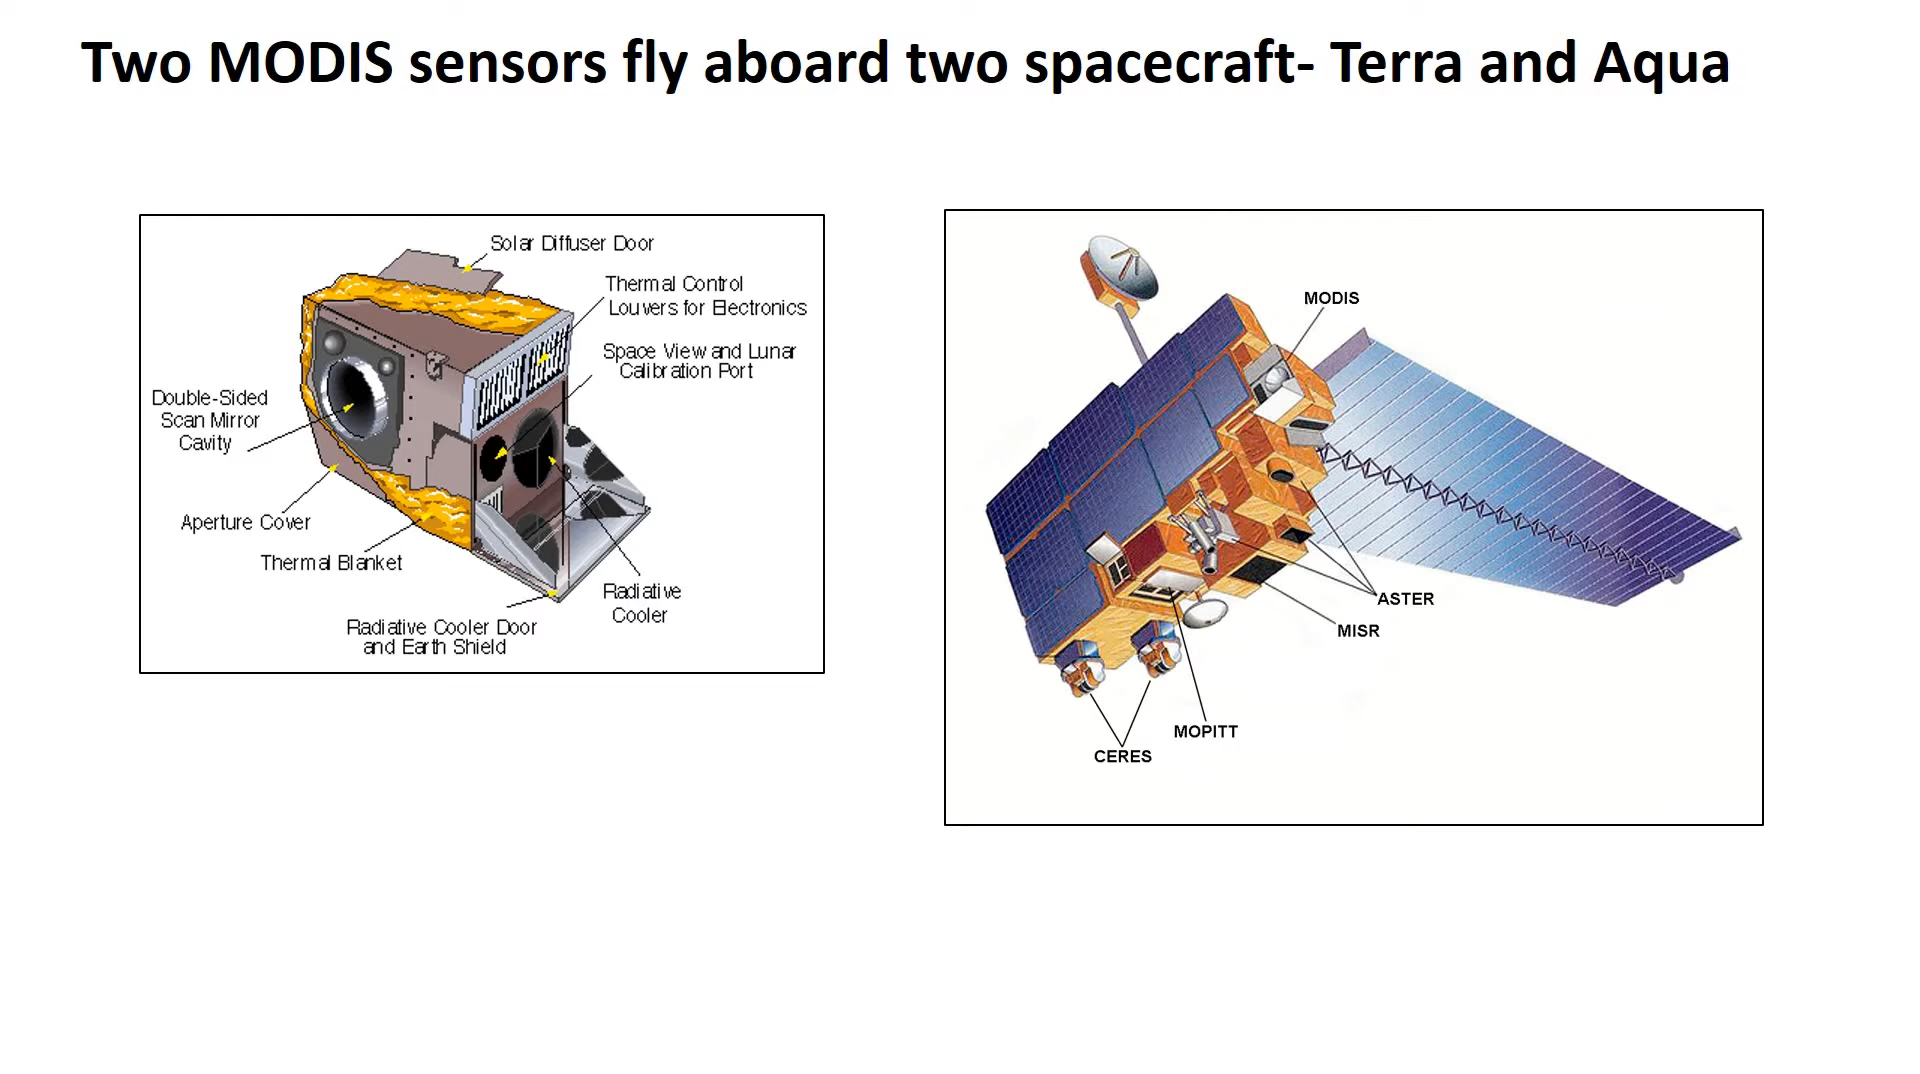 Two MODIS sensors fly aboard two spacecraft- Terra and Aqua
Solar Diffuser Door
Thermal Control
Louvers for Electronics
Space View and Lunar
Calibration Port
Double-Sided
Scan Mirror
Cavity
Aperture Cover
Thermal Blanket
Radiative
Cooler
Radiative Cooler Door
and Earth Shield
MODIS
ASTER
MISR
MOPITT
CERES